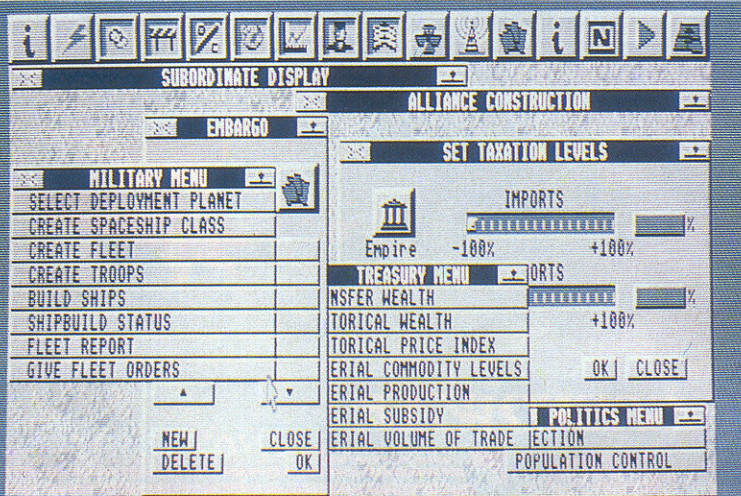 SUBORDINATE DISPLAY
ALLIANCE CONSTRUCTION
EMBARGO
SET TAXATION LEVELS
MILITARY MENU
SELECT DEPLOYMENT PLANET
CREATE SPACESHIP CLASS
CREATE FLEET
CREATE TROOPS
BUILD SHIPS
SHIPBUILD STATUS
FLEET REPORT
GIVE FLEET ORDERS
NEW
CLOSE
DELETE
OK
IMPORTS
Empire
-100%
+100%
%
ORTS
%
+100%
OK
CLOSE
TREASURY MENU
NSFER WEALTH
TORICAL WEALTH
TORICAL PRICE INDEX
ERIAL COMMODITY LEVELS
ERIAL PRODUCTION
ERIAL SUBSIDY
ERIAL VOLUME OF TRADE
POLITICS MENU
ECTION
POPULATION CONTROL
i
%
i
N